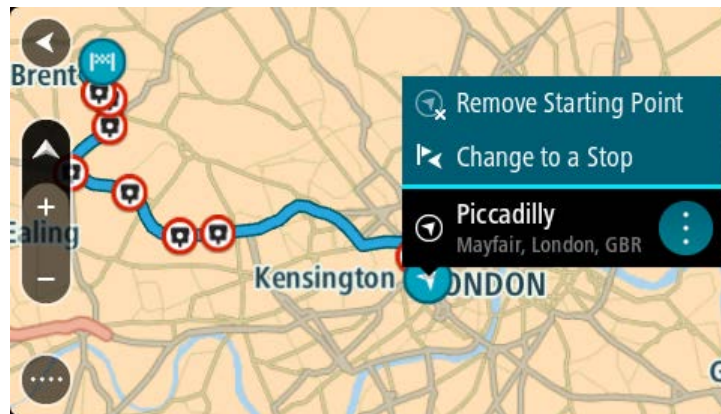 Brent
Remove Starting Point
Change to a Stop
Piccadilly
Mayfair, London, GBR
Ealing
Kensington
ONDON
G